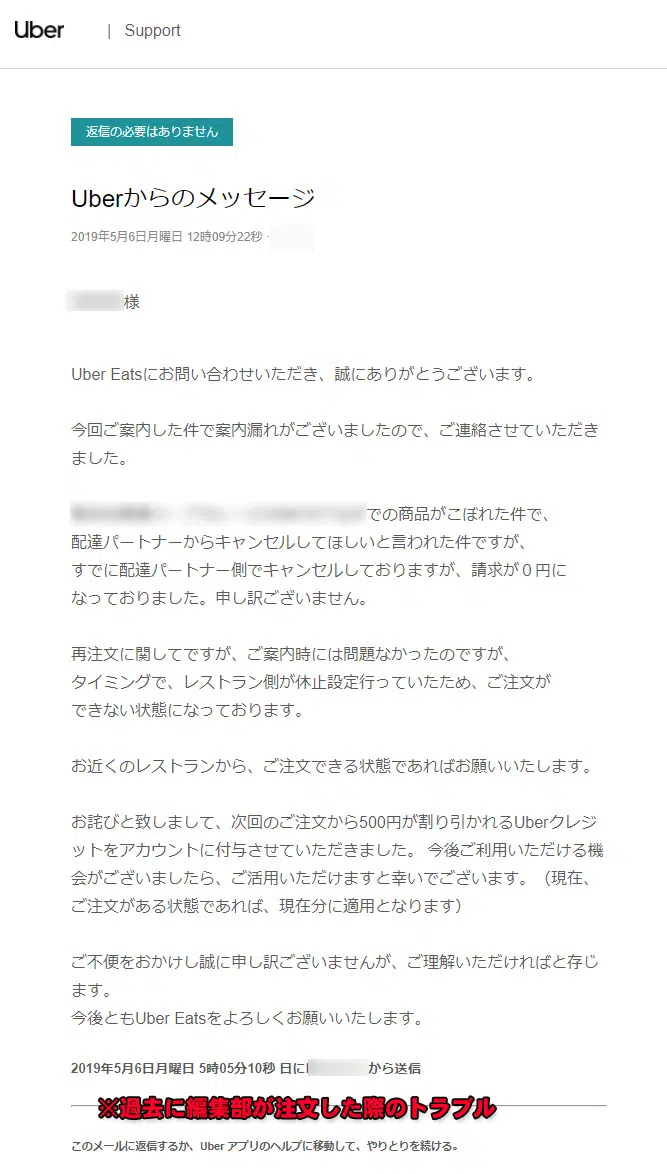 Uber | Support
返信の必要はありません
Uberからのメッセージ
2019年5月6日月曜日 12時09分22秒 ·
様
Uber Eatsにお問い合わせいただき、誠にありがとうございます。
今回ご案内した件で案内漏れがございましたので、ご連絡させていただき
ました。
での商品がこぼれた件で、
配達パートナーからキャンセルしてほしいと言われた件ですが、
すでに配達パートナー側でキャンセルしておりますが、請求が０円に
なっておりました。申し訳ございません。
再注文に関してですが、ご案内時には問題なかったのですが、
タイミングで、レストラン側が休止設定行っていたため、ご注文が
できない状態になっております。
お近くのレストランから、ご注文できる状態であればお願いいたします。
お詫びと致しまして、次回のご注文から500円が割り引かれるUberクレジ
ットをアカウントに付与させていただきました。 今後ご利用いただける機
会がございましたら、ご活用いただけますと幸いでございます。（現在、
ご注文がある状態であれば、現在分に適用となります）
ご不便をおかけし誠に申し訳ございませんが、ご理解いただければと存じ
ます。
今後ともUber Eatsをよろしくお願いいたします。
2019年5月6日月曜日 5時05分10秒 日に から送信
※過去に編集部が注文した際のトラブル
このメールに返信するか、Uber アプリのヘルプに移動して、やりとりを続ける。